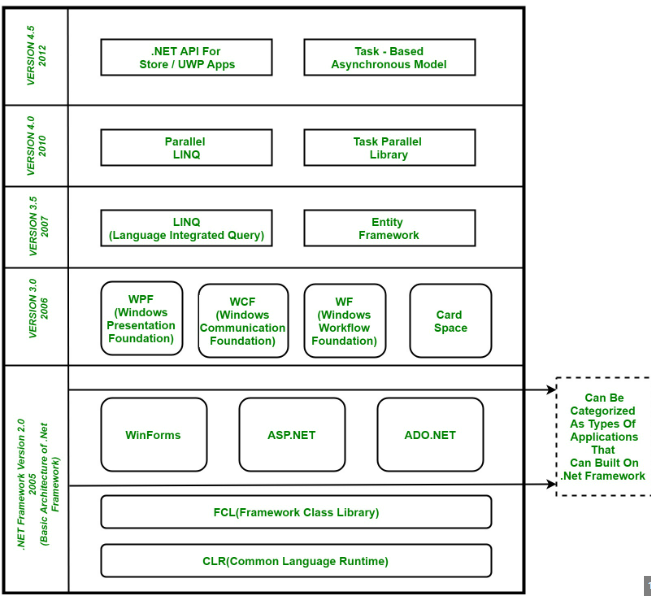 VERSION 4.5
2012
.NET API For
Store / UWP Apps
Task - Based
Asynchronous Model
VERSION 4.0
2010
Parallel
LINQ
Task Parallel
Library
VERSION 3.5
2007
LINQ
(Language Integrated Query)
Entity
Framework
VERSION 3.0
2006
WPF
(Windows
Presentation
Foundation)
WCF
(Windows
Communication
Foundation)
WF
(Windows
Workflow
Foundation)
Card
Space
.NET Framework Version 2.0
2005
(Basic Architecture of .Net
Framework)
WinForms
ASP.NET
ADO.NET
FCL(Framework Class Library)
CLR(Common Language Runtime)
Can Be
Categorized
As Types Of
Applications
That
Can Built On
.Net Framework